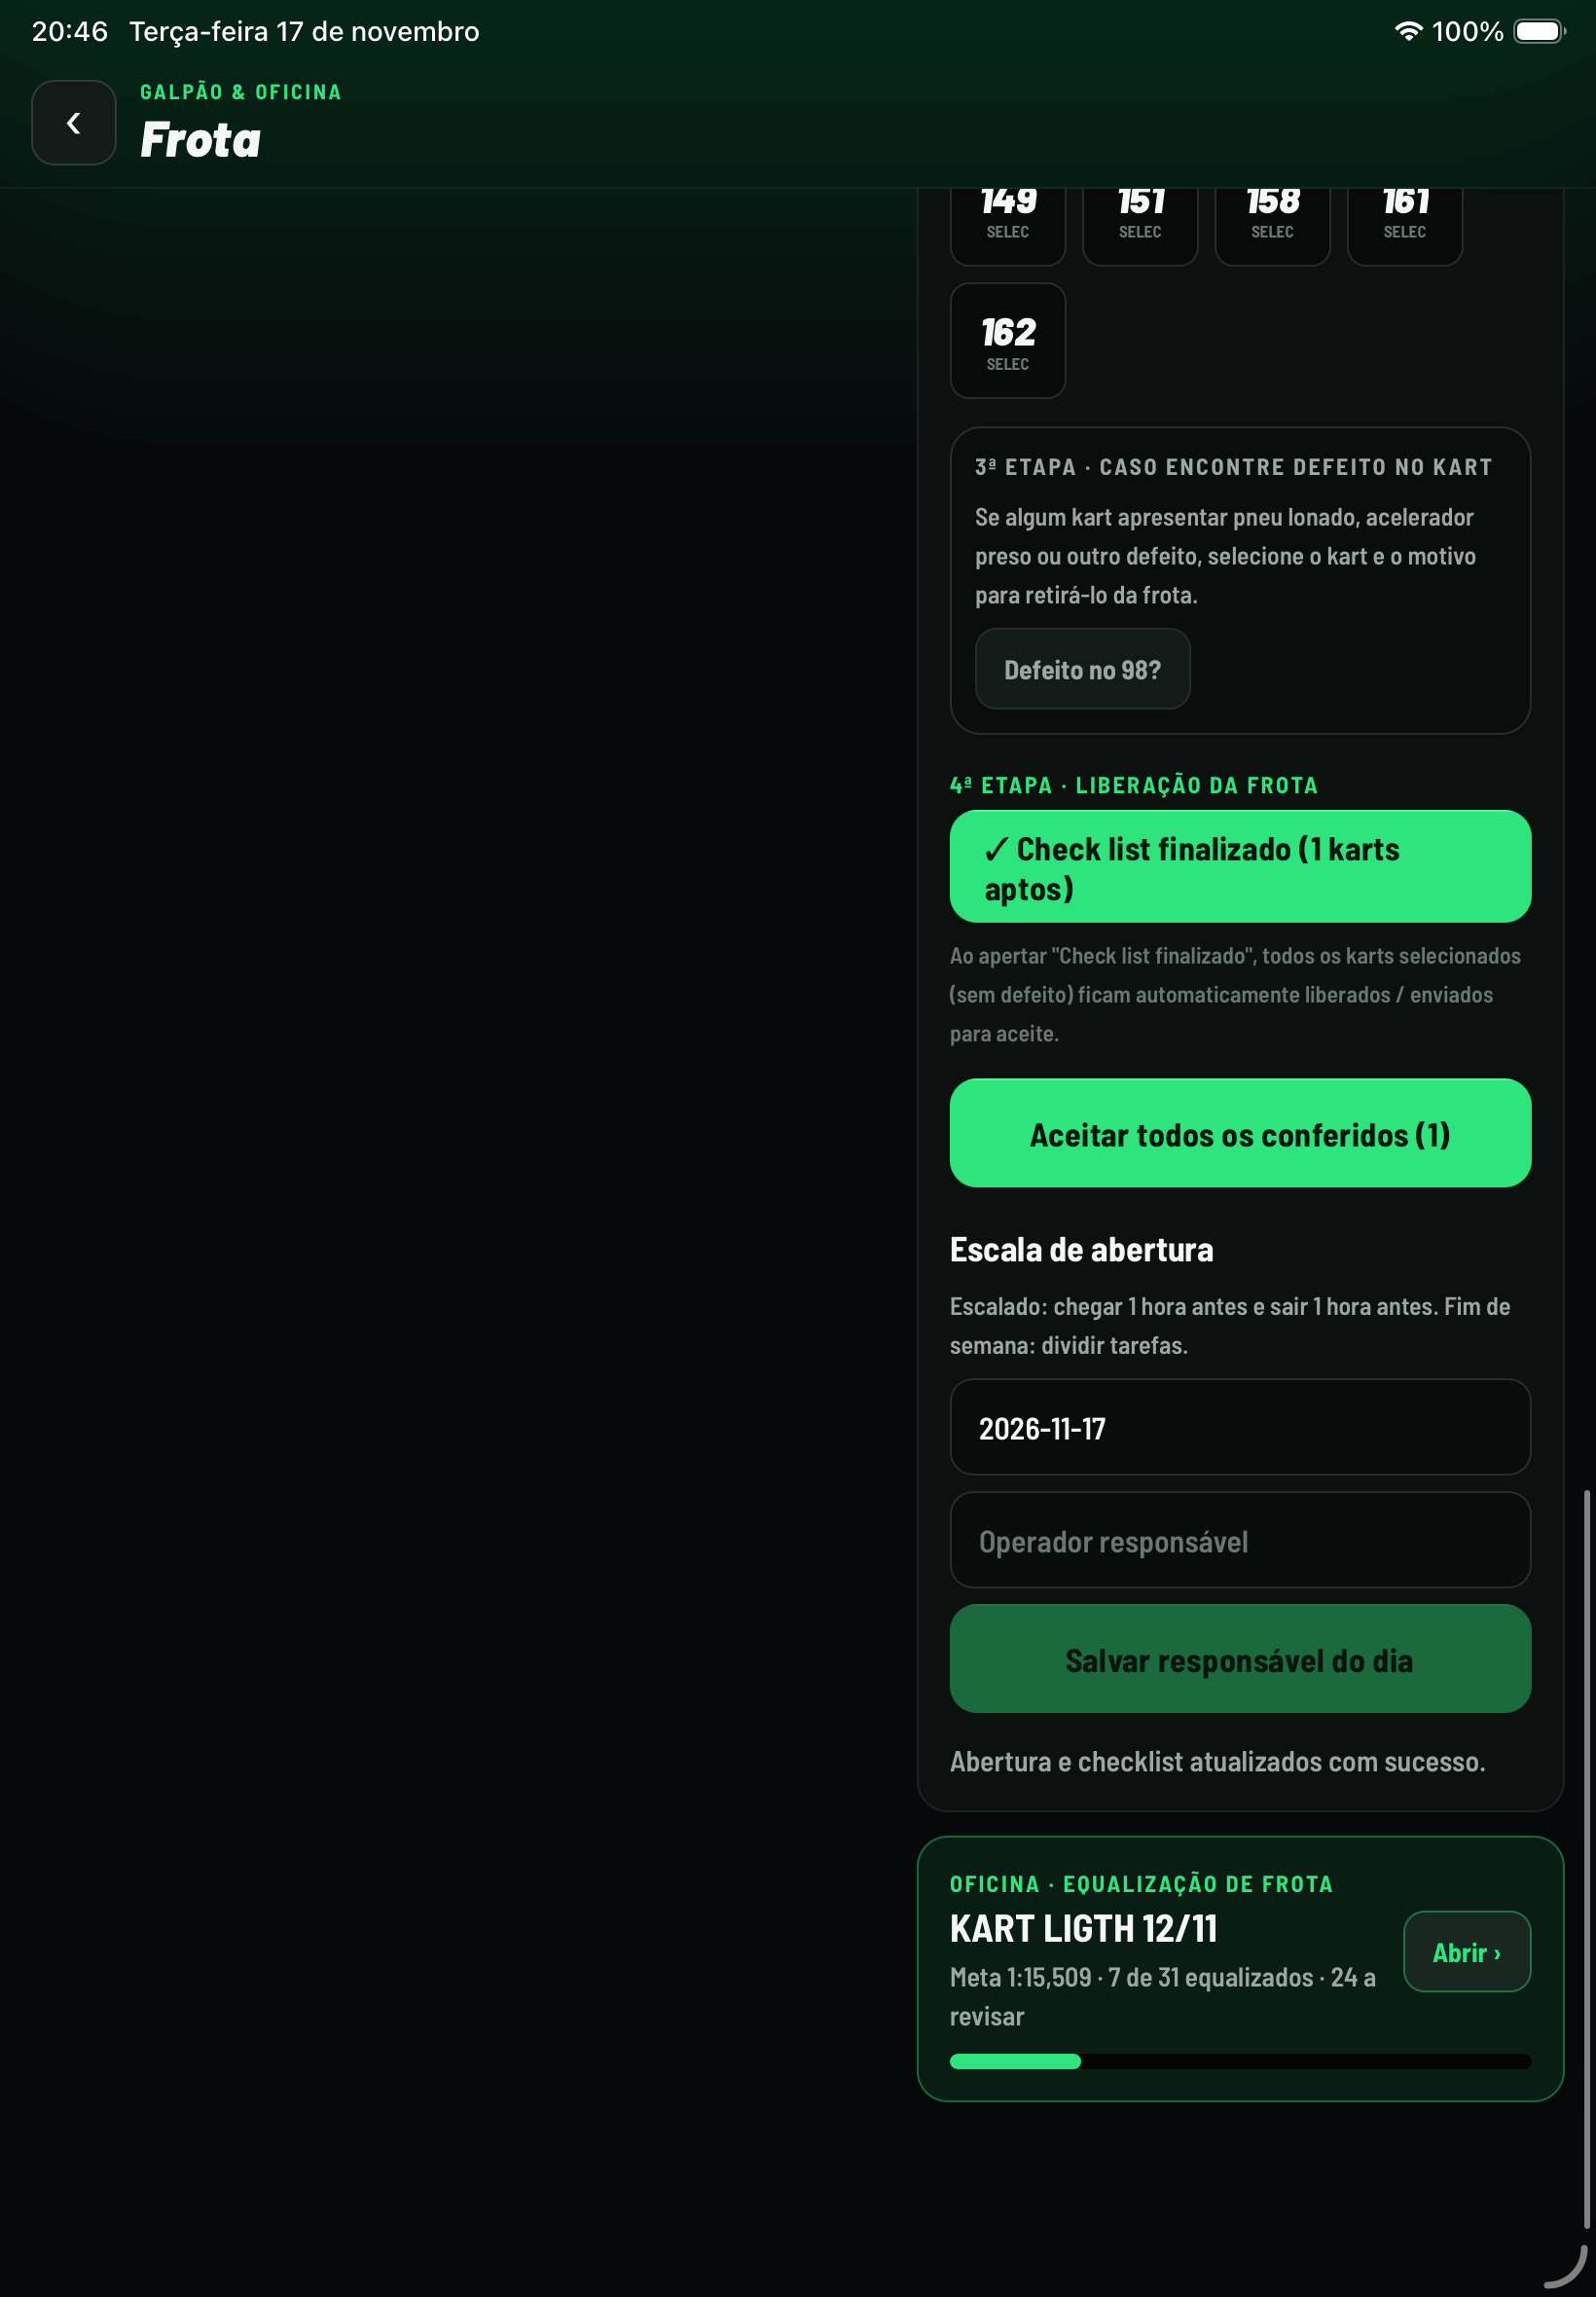 20:46 Terça-feira 17 de novembro 100%
GALPÃO & OFICINA
Frota
149 151 158 161
SELEC SELEC SELEC SELEC
162
SELEC
3ª ETAPA · CASO ENCONTRE DEFEITO NO KART
Se algum kart apresentar pneu lonado, acelerador
preso ou outro defeito, selecione o kart e o motivo
para retirá-lo da frota.
Defeito no 98?
4ª ETAPA · LIBERAÇÃO DA FROTA
✓ Check list finalizado (1 karts
aptos)
Ao apertar "Check list finalizado", todos os karts selecionados
(sem defeito) ficam automaticamente liberados / enviados
para aceite.
Aceitar todos os conferidos (1)
Escala de abertura
Escalado: chegar 1 hora antes e sair 1 hora antes. Fim de
semana: dividir tarefas.
2026-11-17
Operador responsável
Salvar responsável do dia
Abertura e checklist atualizados com sucesso.
OFICINA · EQUALIZAÇÃO DE FROTA
KART LIGTH 12/11
Abrir ›
Meta 1:15,509 · 7 de 31 equalizados · 24 a
revisar